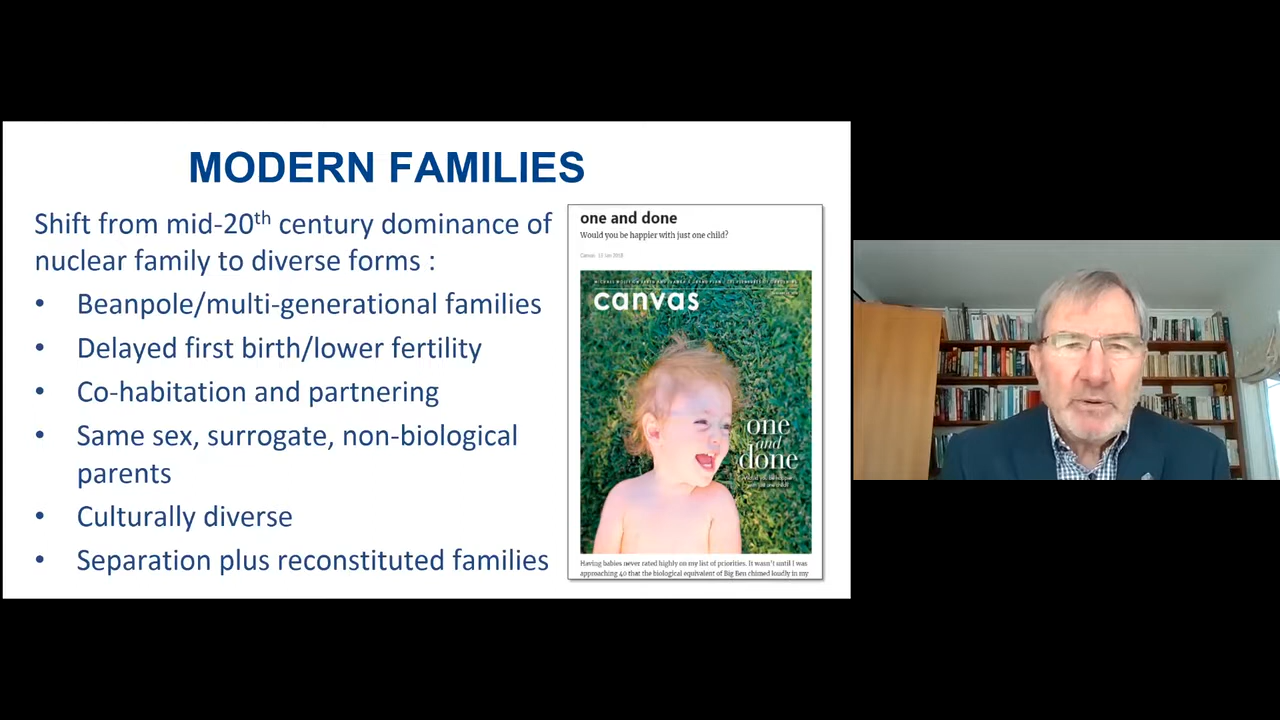 MODERN FAMILIES
Shift from mid-20th century dominance of
nuclear family to diverse forms :
• Beanpole/multi-generational families
• Delayed first birth/lower fertility
• Co-habitation and partnering
• Same sex, surrogate, non-biological
parents
• Culturally diverse
• Separation plus reconstituted families
one and done
Would you be happier with just one child?
Canvas
canvas
one
and
done
Having babies never rated highly on my list of priorities. It wasn't until I was
approaching 40 that the biological equivalent of Big Ben chimed loudly in my